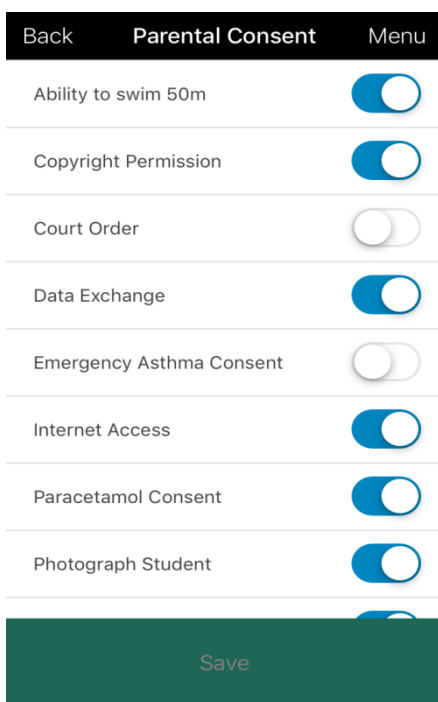 Back Parental Consent Menu
Ability to swim 50m
Copyright Permission
Court Order
Data Exchange
Emergency Asthma Consent
Internet Access
Paracetamol Consent
Photograph Student
Save